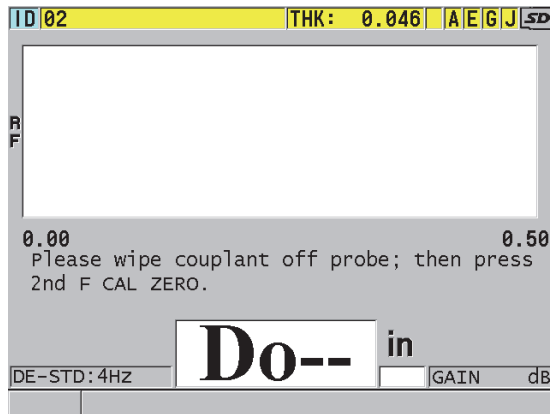 ID 02 THK: 0.046 A E G J SD
RF
0.00 0.50
Please wipe couplant off probe; then press
2nd F CAL ZERO.
Do-- in
DE-STD:4Hz GAIN dB